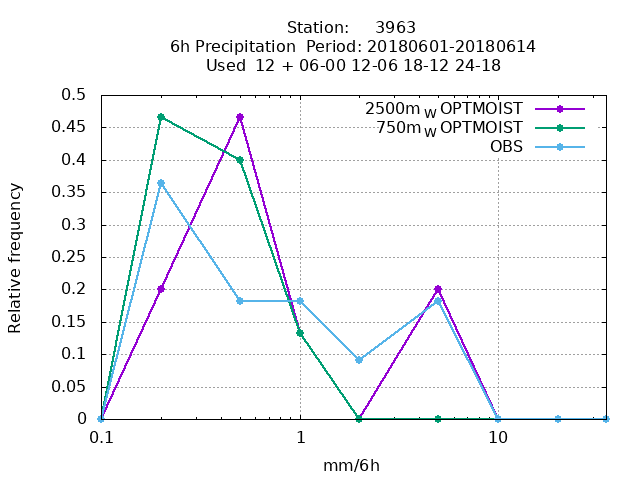 Station: 3963
6h Precipitation Period: 20180601-20180614
Used 12 + 06-00 12-06 18-12 24-18
2500m W OPTMOIST
750m W OPTMOIST
OBS
Relative frequency
0.5
0.45
0.4
0.35
0.3
0.25
0.2
0.15
0.1
0.05
0
0.1 1 10
mm/6h